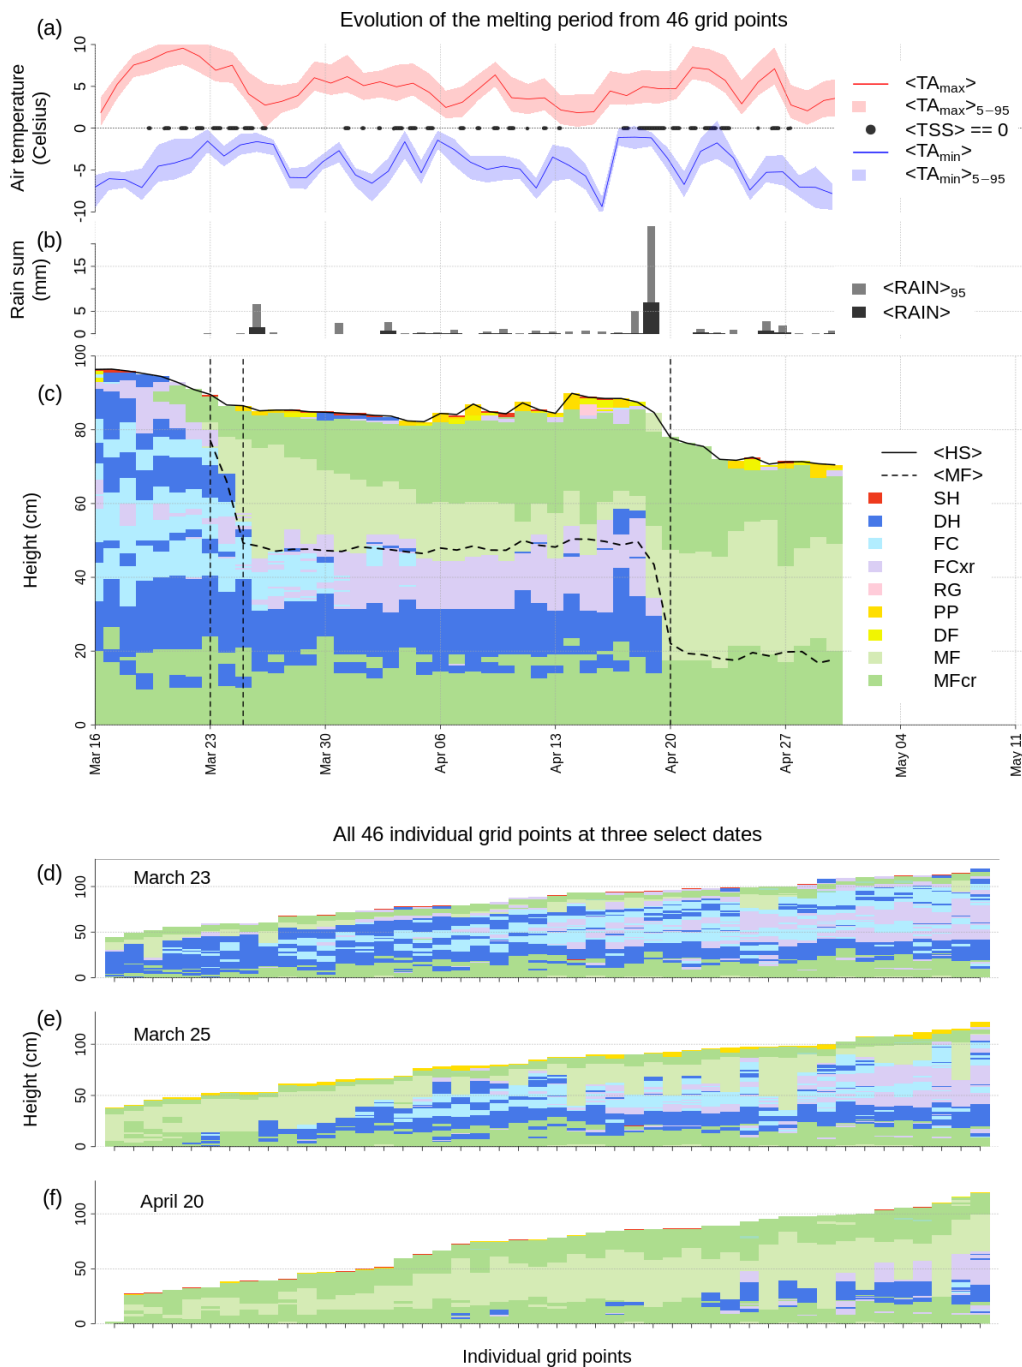 Evolution of the melting period from 46 grid points
(a)
Air temperature
(Celsius)
10
5
0
-5
-10
<TAmax>
<TAmax>5−95
<TSS> == 0
<TAmin>
<TAmin>5−95
(b)
Rain sum
(mm)
15
5
0
<RAIN>95
<RAIN>
(c)
Height (cm)
100
80
60
40
20
0
<HS>
<MF>
SH
DH
FC
FCxr
RG
PP
DF
MF
MFcr
Mar 16
Mar 23
Mar 30
Apr 06
Apr 13
Apr 20
Apr 27
May 04
May 11
All 46 individual grid points at three select dates
(d)
March 23
100
50
0
(e)
March 25
Height (cm)
100
50
0
(f)
April 20
100
50
0
Individual grid points